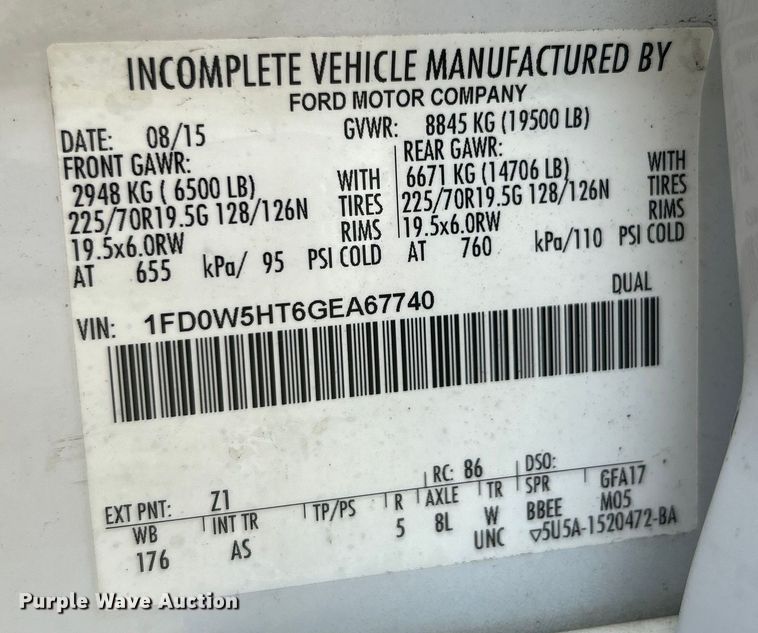 INCOMPLETE VEHICLE MANUFACTURED BY
FORD MOTOR COMPANY
DATE: 08/15 GVWR: 8845 KG (19500 LB)
FRONT GAWR: REAR GAWR:
2948 KG ( 6500 LB) WITH 6671 KG (14706 LB) WITH
225/70R19.5G 128/126N TIRES 225/70R19.5G 128/126N TIRES
19.5x6.0RW RIMS 19.5x6.0RW RIMS
AT 655 kPa/ 95 PSI COLD AT 760 kPa/110 PSI COLD
DUAL
VIN: 1FD0W5HT6GEA67740
EXT PNT: Z1 RC: 86 DSO:
WB INT TR TP/PS R AXLE TR SPR GFA17
176 AS 5 8L W BBEE M05
UNC ▽5U5A-1520472-BA
Purple Wave Auction